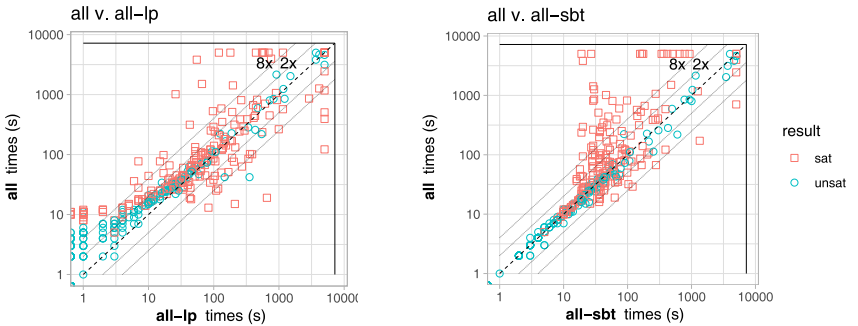 all v. all-lp
10000
1000
100
10
1
all times (s)
8x 2x
1 10 100 1000 10000
all-lp times (s)
all v. all-sbt
10000
1000
100
10
1
all times (s)
8x 2x
1 10 100 1000 1000
all-sbt times (s)
result
sat
unsat